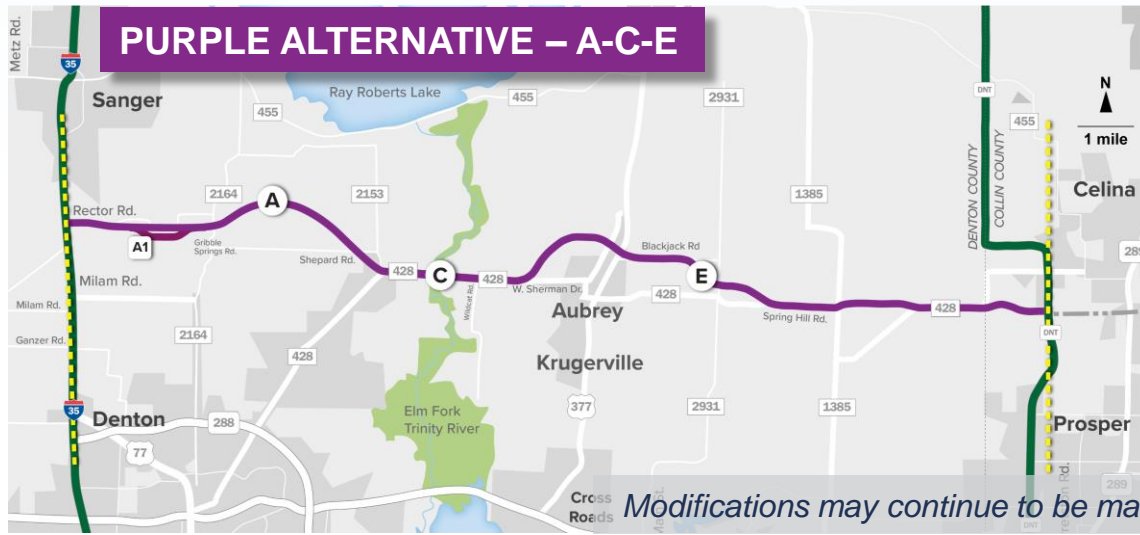 PURPLE ALTERNATIVE – A-C-E
Metz Rd.
35
Sanger
Ray Roberts Lake
455
455
2931
DNT
DENTON COUNTY
COLLIN COUNTY
455
N
1 mile
Celina
Rector Rd.
2164
A
2153
1385
A1
Gribble
Springs Rd.
Shepard Rd.
428
C
428
Wildcat Rd.
W. Sherman Dr.
Blackjack Rd
E
428
Spring Hill Rd.
428
289
Milam Rd.
Milam Rd.
Ganzer Rd.
2164
428
Aubrey
Krugerville
DNT
35
Denton
288
77
Elm Fork
Trinity River
377
2931
1385
Prosper
289
Cross
Roads
DNT
Modifications may continue to be ma